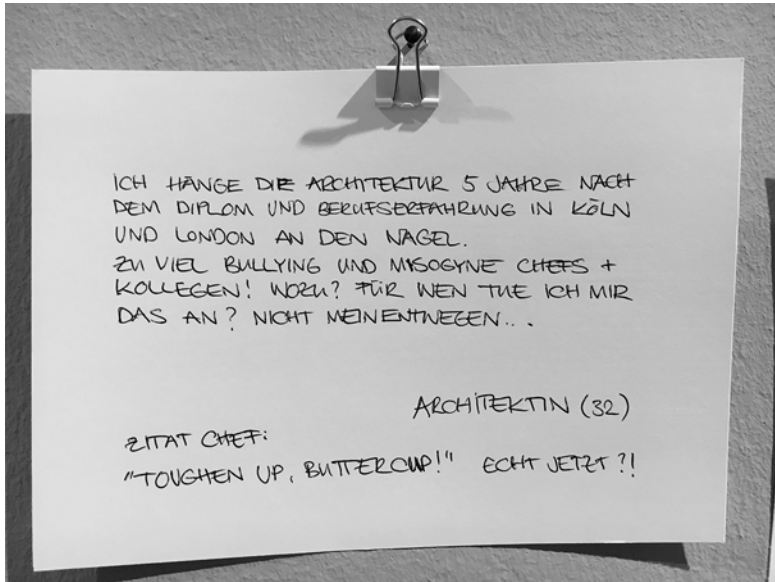 ICH HÄNGE DIE ARCHITEKTUR 5 JAHRE NACH
DEM DIPLOM UND BERUFSERFAHRUNG IN KÖLN
UND LONDON AN DEN NAGEL.
ZU VIEL BULLYING UND MISOGYNE CHEFS +
KOLLEGEN! WOZU? FÜR WEN TUE ICH MIR
DAS AN? NICHT MEINENTWEGEN...
ARCHITEKTIN (32)
ZITAT CHEF:
"TOUGHEN UP, BUTTERCUP!" ECHT JETZT?!